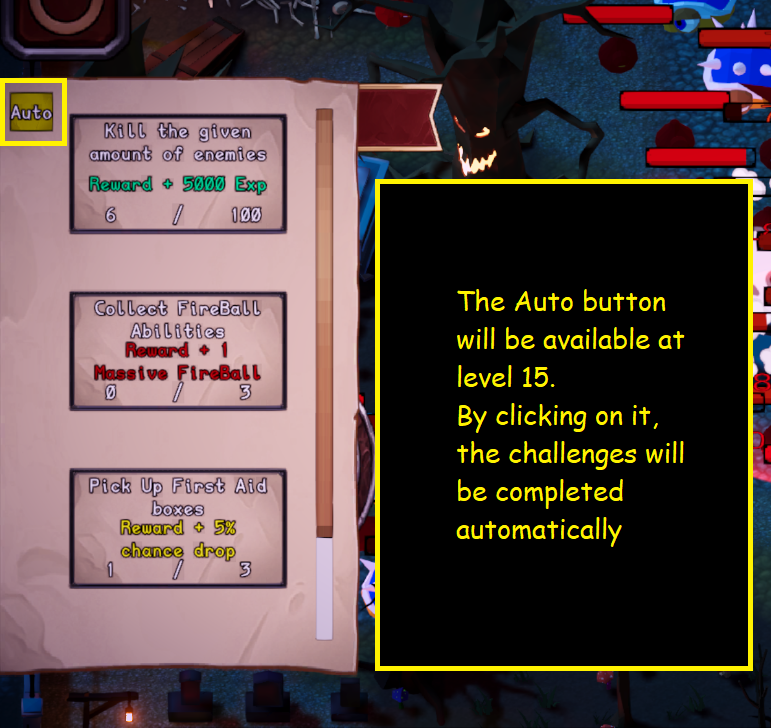 Auto
Kill the given
amount of enemies
Reward + 5000 Exp
6 / 100
Collect FireBall
Abilities
Reward + 1
Massive FireBall
0 / 3
Pick Up First Aid
boxes
Reward + 5%
chance drop
1 / 3
The Auto button
will be available at
level 15.
By clicking on it,
the challenges will
be completed
automatically